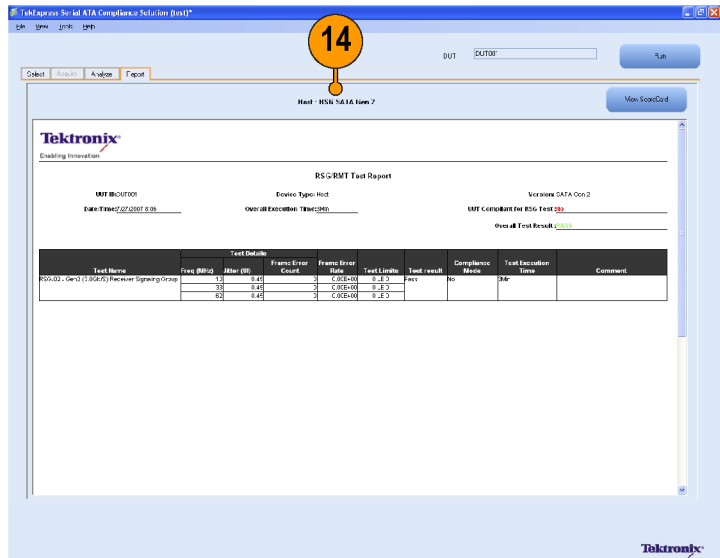 TekExpress Serial ATA Compliance Solution (test)*
File View Tools Help
14
DUT DUT001 Run
Select Acquire Analyze Report
Host - RSG SATA Gen 2 View ScoreCard
Tektronix
Enabling Innovation
RSG/RMT Test Report
UUT ID:DUT001 Device Type: Host Version: SATA Gen 2
Date/Time:7/27/2007 8:06 Overall Execution Time:3Min UUT Compliant for RSG Test :No
Overall Test Result :PASS
Test Details
Test Name Freq (MHz) Jitter (UI) Frame Error Count Frame Error Rate Test Limits Test result Compliance Mode Test Execution Time Comment
RSG-02 - Gen2 (3.0Gb/S) Receiver Signaling Group 10 0.45 0 0.00E+00 Pass No 3Min
33 0.45 0 0.00E+00
62 0.45 0 0.00E+00
Tektronix